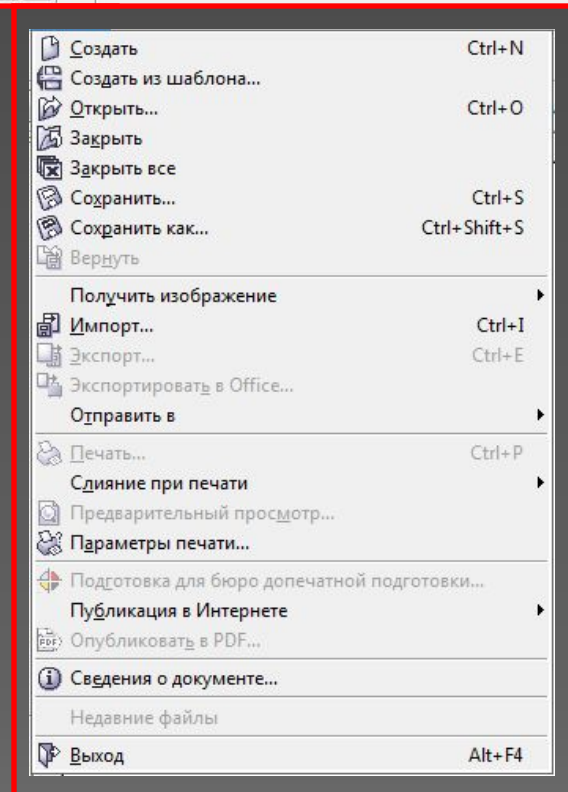 Создать Ctrl+N
Создать из шаблона...
Открыть... Ctrl+O
Закрыть
Закрыть все
Сохранить... Ctrl+S
Сохранить как... Ctrl+Shift+S
Вернуть
Получить изображение
Импорт... Ctrl+I
Экспорт... Ctrl+E
Экспортировать в Office...
Отправить в
Печать... Ctrl+P
Слияние при печати
Предварительный просмотр...
Параметры печати...
Подготовка для бюро допечатной подготовки...
Публикация в Интернете
PDF Опубликовать в PDF...
Сведения о документе...
Недавние файлы
Выход Alt+F4